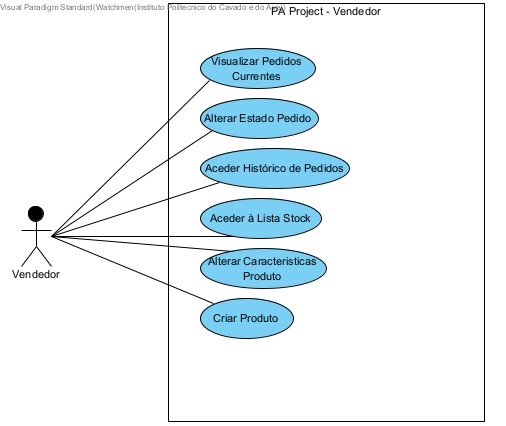 Visual Paradigm Standard(Watchmen(Instituto Politecnico do Cavado e do Ave))
PA Project - Vendedor
Visualizar Pedidos
Currentes
Alterar Estado Pedido
Aceder Histórico de Pedidos
Aceder à Lista Stock
Alterar Caracteristicas
Produto
Criar Produto
Vendedor